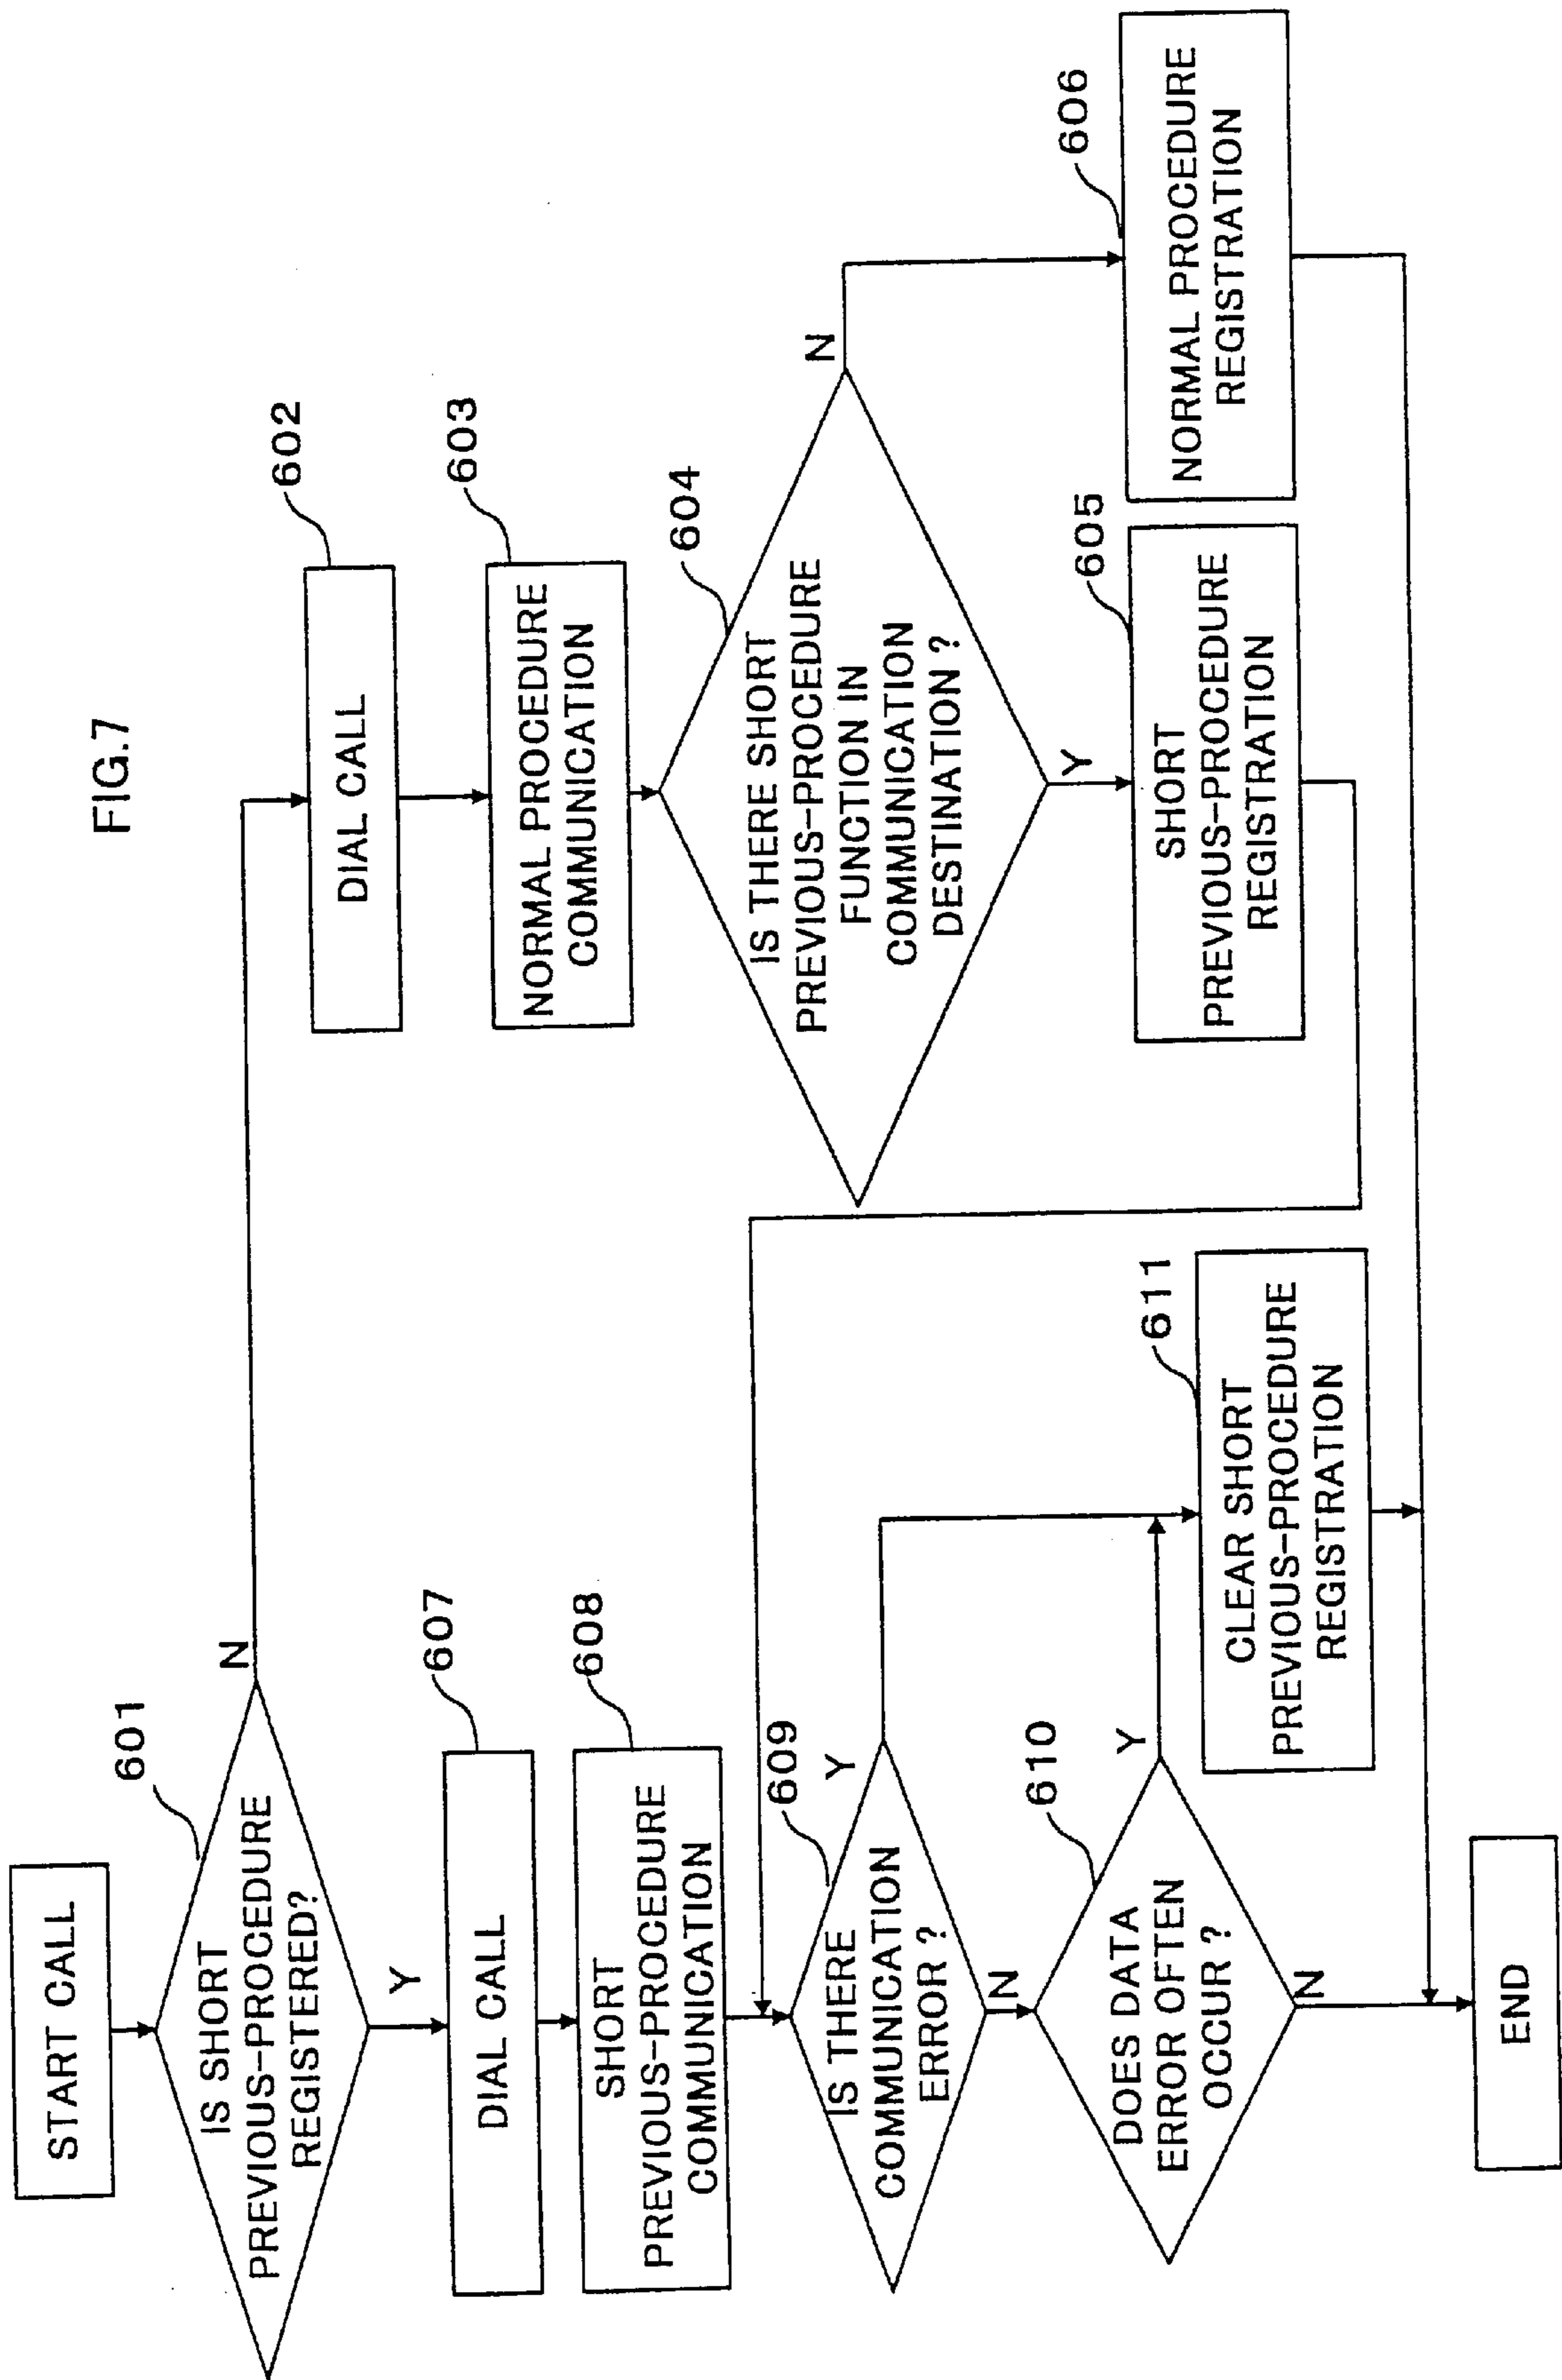 FIG.7
START CALL
601
IS SHORT
PREVIOUS-PROCEDURE
REGISTERED?
N
Y
602
DIAL CALL
603
NORMAL PROCEDURE
COMMUNICATION
604
IS THERE SHORT
PREVIOUS-PROCEDURE
FUNCTION IN
COMMUNICATION
DESTINATION ?
N
Y
605
SHORT
PREVIOUS-PROCEDURE
REGISTRATION
606
NORMAL PROCEDURE
REGISTRATION
607
DIAL CALL
608
SHORT
PREVIOUS-PROCEDURE
COMMUNICATION
609
IS THERE
COMMUNICATION
ERROR ?
Y
N
610
DOES DATA
ERROR OFTEN
OCCUR ?
Y
N
611
CLEAR SHORT
PREVIOUS-PROCEDURE
REGISTRATION
END